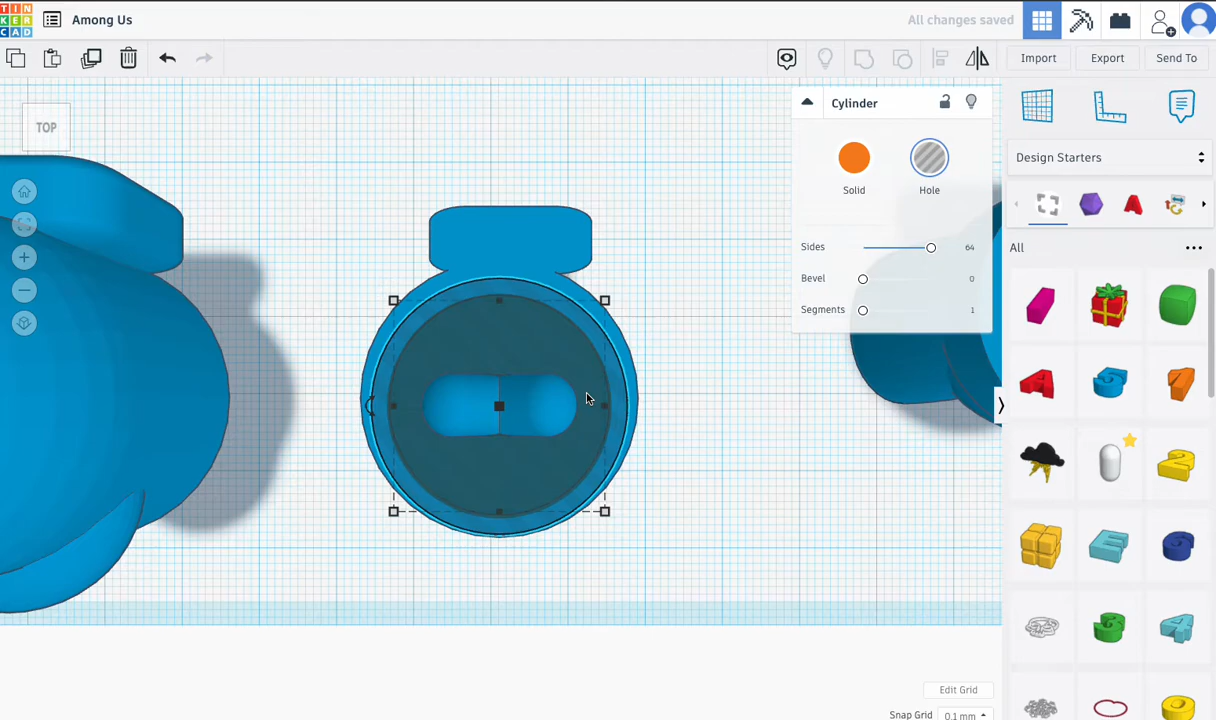 TIN
KER
CAD
Among Us
All changes saved
Import
Export
Send To
TOP
Cylinder
Solid
Hole
Sides
64
Bevel
0
Segments
1
Design Starters
All
Edit Grid
Snap Grid
0.1 mm